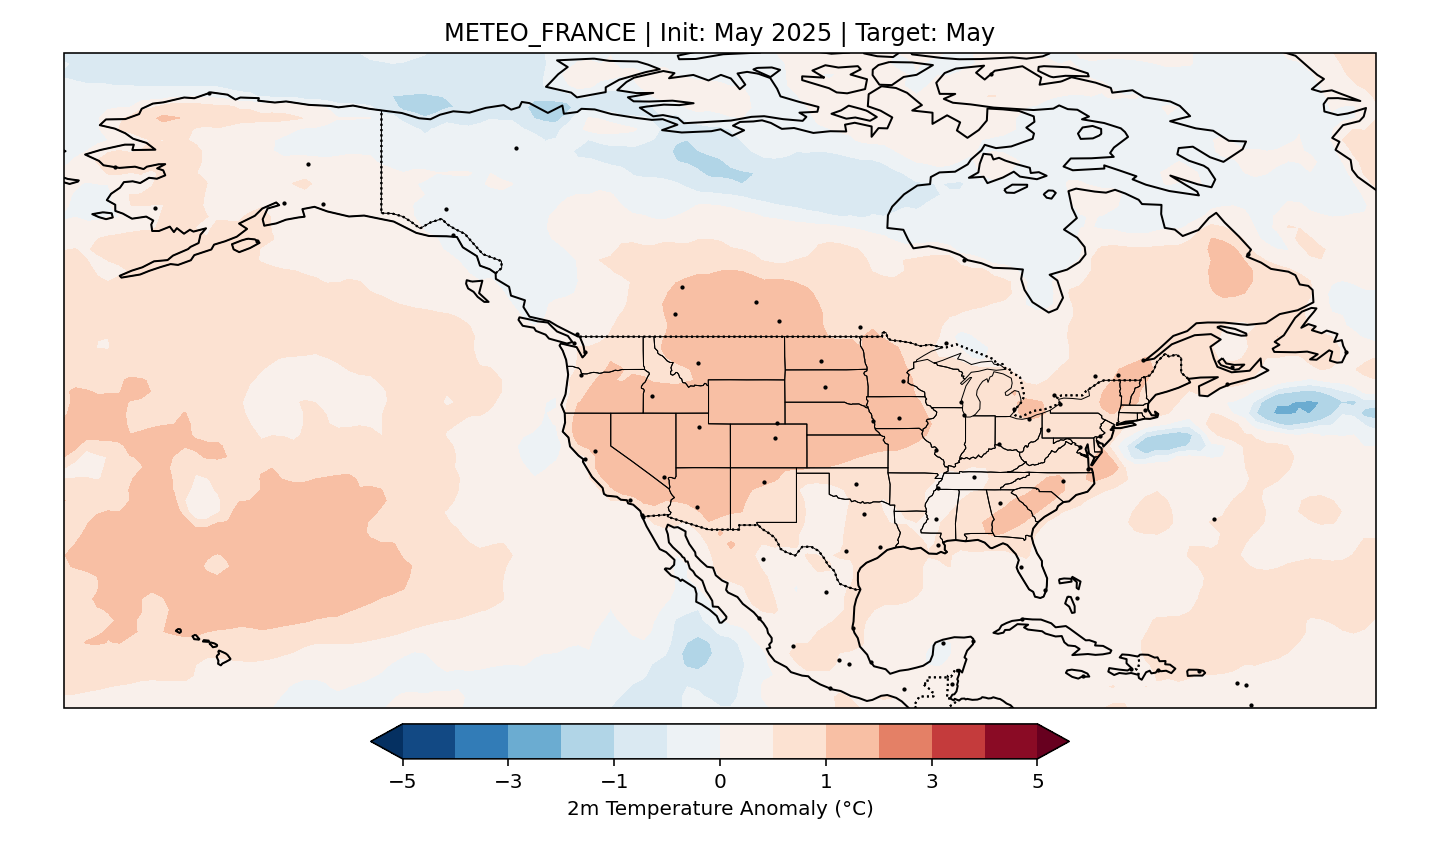 METEO_FRANCE | Init: May 2025 | Target: May
−5 −3 −1 0 1 3 5
2m Temperature Anomaly (°C)